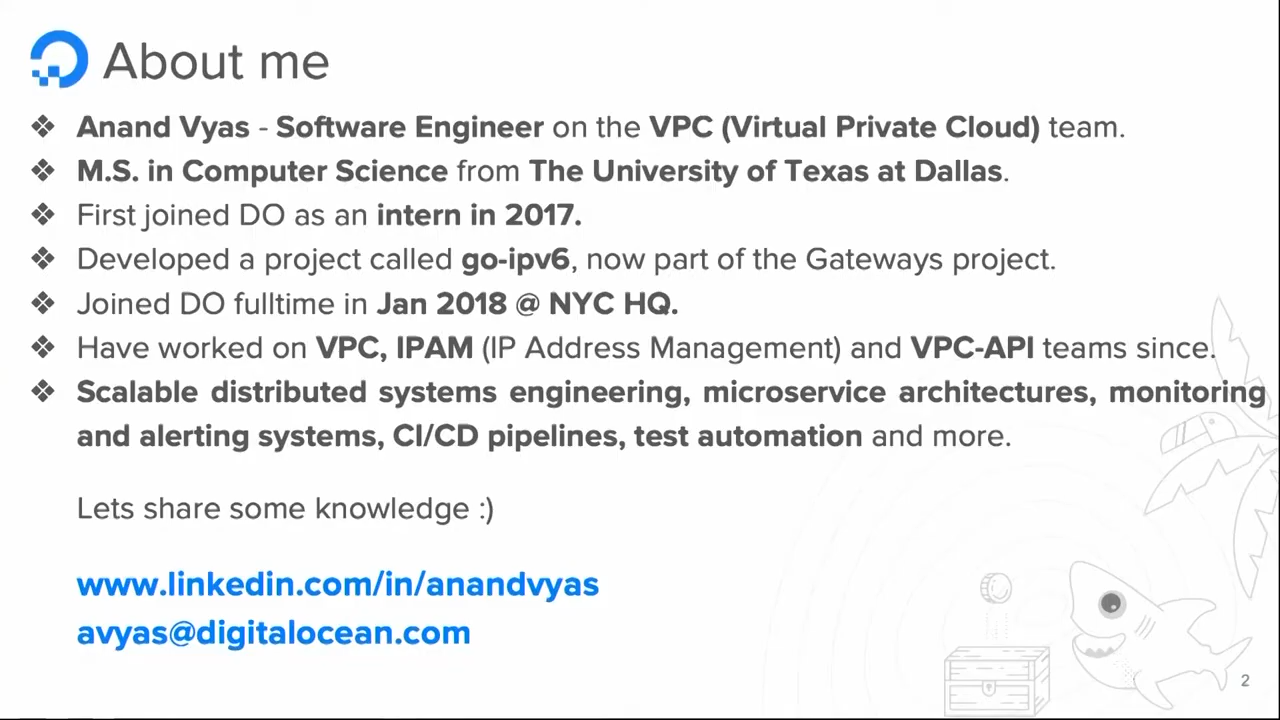 About me
❖ Anand Vyas - Software Engineer on the VPC (Virtual Private Cloud) team.
❖ M.S. in Computer Science from The University of Texas at Dallas.
❖ First joined DO as an intern in 2017.
❖ Developed a project called go-ipv6, now part of the Gateways project.
❖ Joined DO fulltime in Jan 2018 @ NYC HQ.
❖ Have worked on VPC, IPAM (IP Address Management) and VPC-API teams since.
❖ Scalable distributed systems engineering, microservice architectures, monitoring
and alerting systems, CI/CD pipelines, test automation and more.
Lets share some knowledge :)
www.linkedin.com/in/anandvyas
avyas@digitalocean.com
2